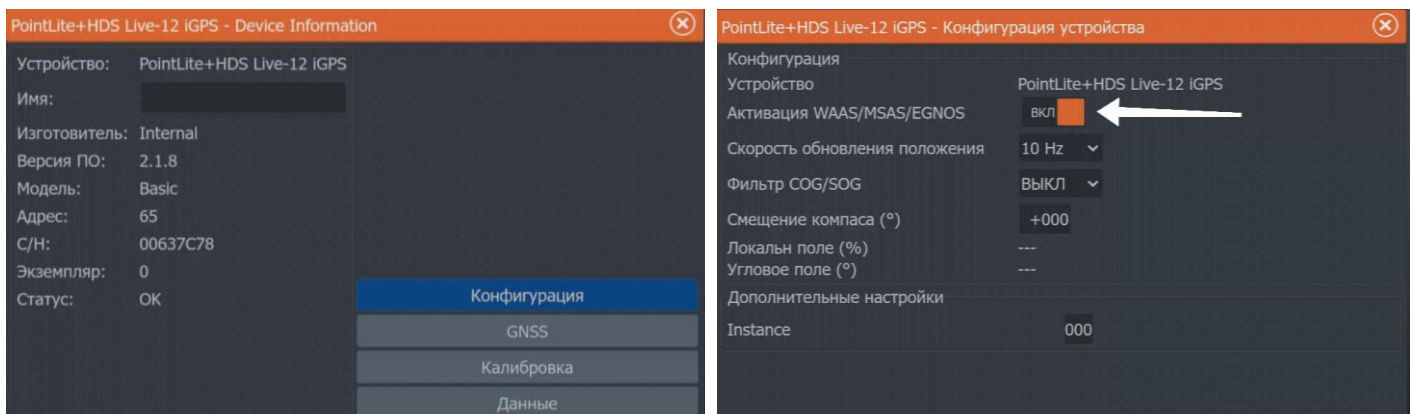 PointLite+HDS Live-12 iGPS - Device Information
Устройство: PointLite+HDS Live-12 iGPS
Имя:
Изготовитель: Internal
Версия ПО: 2.1.8
Модель: Basic
Адрес: 65
С/Н: 00637C78
Экземпляр: 0
Статус: OK
Конфигурация
GNSS
Калибровка
Данные
PointLite+HDS Live-12 iGPS - Конфигурация устройства
Конфигурация
Устройство PointLite+HDS Live-12 iGPS
Активация WAAS/MSAS/EGNOS ВКЛ
Скорость обновления положения 10 Hz
Фильтр COG/SOG ВЫКЛ
Смещение компаса (°) +000
Локальн поле (%) ---
Угловое поле (°) ---
Дополнительные настройки
Instance 000